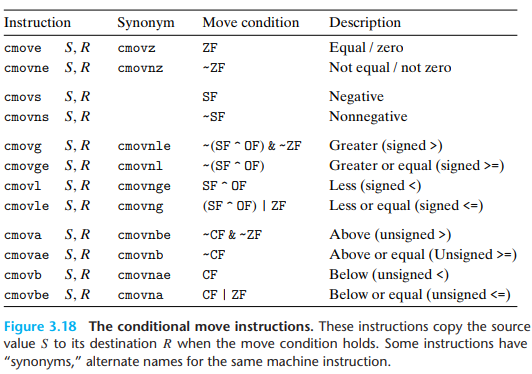 Instruction Synonym Move condition Description
cmove S, R cmovz ZF Equal / zero
cmovne S, R cmovnz ~ZF Not equal / not zero
cmovs S, R SF Negative
cmovns S, R ~SF Nonnegative
cmovg S, R cmovnle ~(SF ^ OF) & ~ZF Greater (signed >)
cmovge S, R cmovnl ~(SF ^ OF) Greater or equal (signed >=)
cmovl S, R cmovnge SF ^ OF Less (signed <)
cmovle S, R cmovng (SF ^ OF) | ZF Less or equal (signed <=)
cmova S, R cmovnbe ~CF & ~ZF Above (unsigned >)
cmovae S, R cmovnb ~CF Above or equal (Unsigned >=)
cmovb S, R cmovnae CF Below (unsigned <)
cmovbe S, R cmovna CF | ZF Below or equal (unsigned <=)
Figure 3.18 The conditional move instructions. These instructions copy the source
value S to its destination R when the move condition holds. Some instructions have
“synonyms,” alternate names for the same machine instruction.